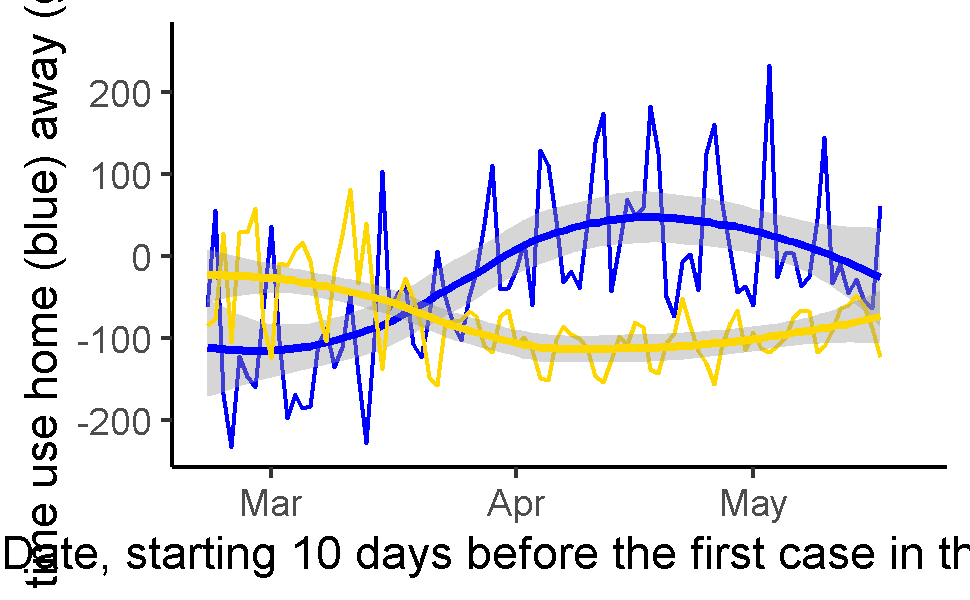 time use home (blue) away (
200
100
0
-100
-200
Mar Apr May
Date, starting 10 days before the first case in th